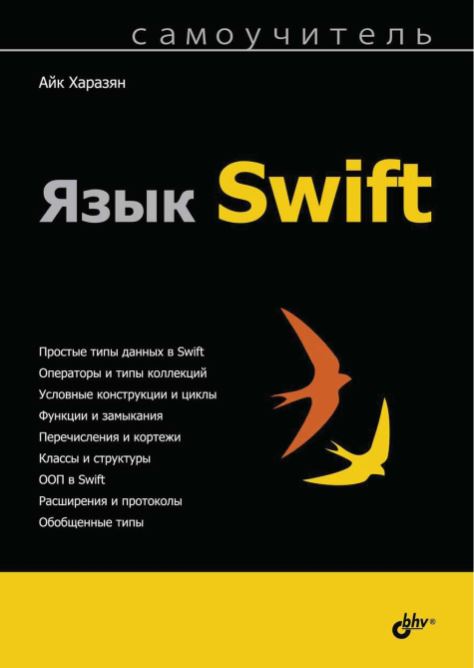 самоучитель
Айк Харазян
Язык Swift
Простые типы данных в Swift
Операторы и типы коллекций
Условные конструкции и циклы
Функции и замыкания
Перечисления и кортежи
Классы и структуры
ООП в Swift
Расширения и протоколы
Обобщенные типы
bhv®